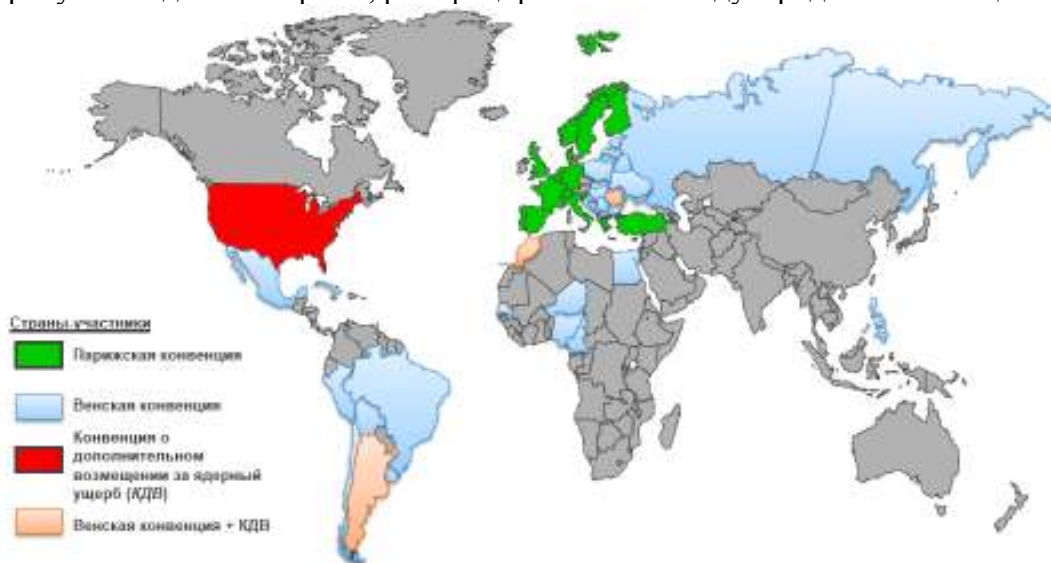 Страны-участники
Парижская конвенция
Венская конвенция
Конвенция о
дополнительном
возмещении за ядерный
ущерб (КДВ)
Венская конвенция + КДВ